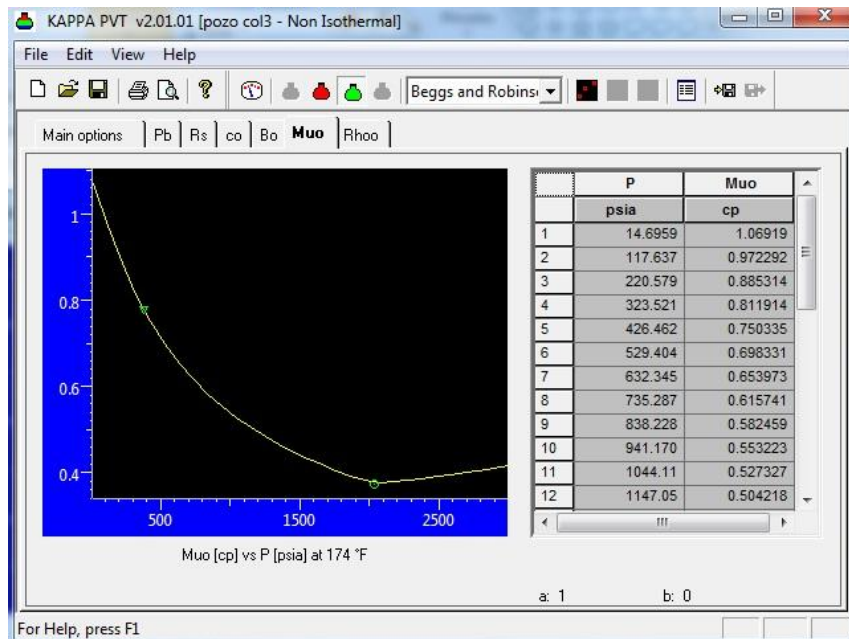 KAPPA PVT v2.01.01 [pozo col3 - Non Isothermal]
File Edit View Help
Beggs and Robins
Main options Pb Rs co Bo Muo Rhoo
P Muo
psia cp
1 14.6959 1.06919
2 117.637 0.972292
3 220.579 0.885314
4 323.521 0.811914
5 426.462 0.750335
6 529.404 0.698331
7 632.345 0.653973
8 735.287 0.615741
9 838.228 0.582459
10 941.170 0.553223
11 1044.11 0.527327
12 1147.05 0.504218
1
0.8
0.6
0.4
500 1500 2500
Muo [cp] vs P [psia] at 174 °F
a: 1 b: 0
For Help, press F1